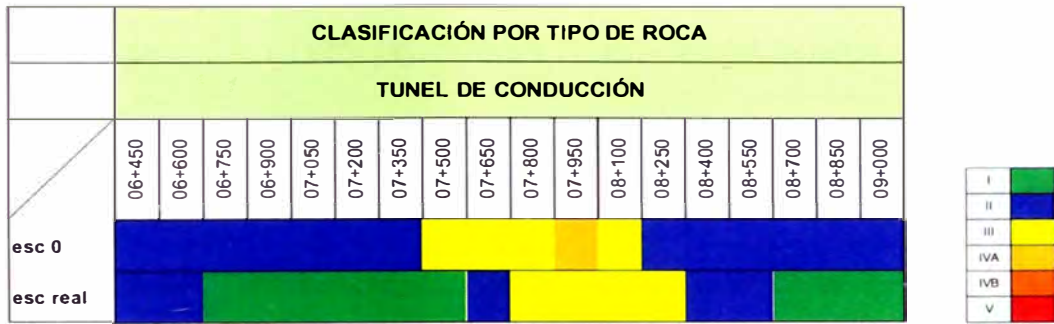 CLASIFICACIÓN POR TIPO DE ROCA
TUNEL DE CONDUCCIÓN
06+450 06+600 06+750 06+900 07+050 07+200 07+350 07+500 07+650 07+800 07+950 08+100 08+250 08+400 08+550 08+700 08+850 09+000
esc 0
esc real
I
II
III
IVA
IVB
V